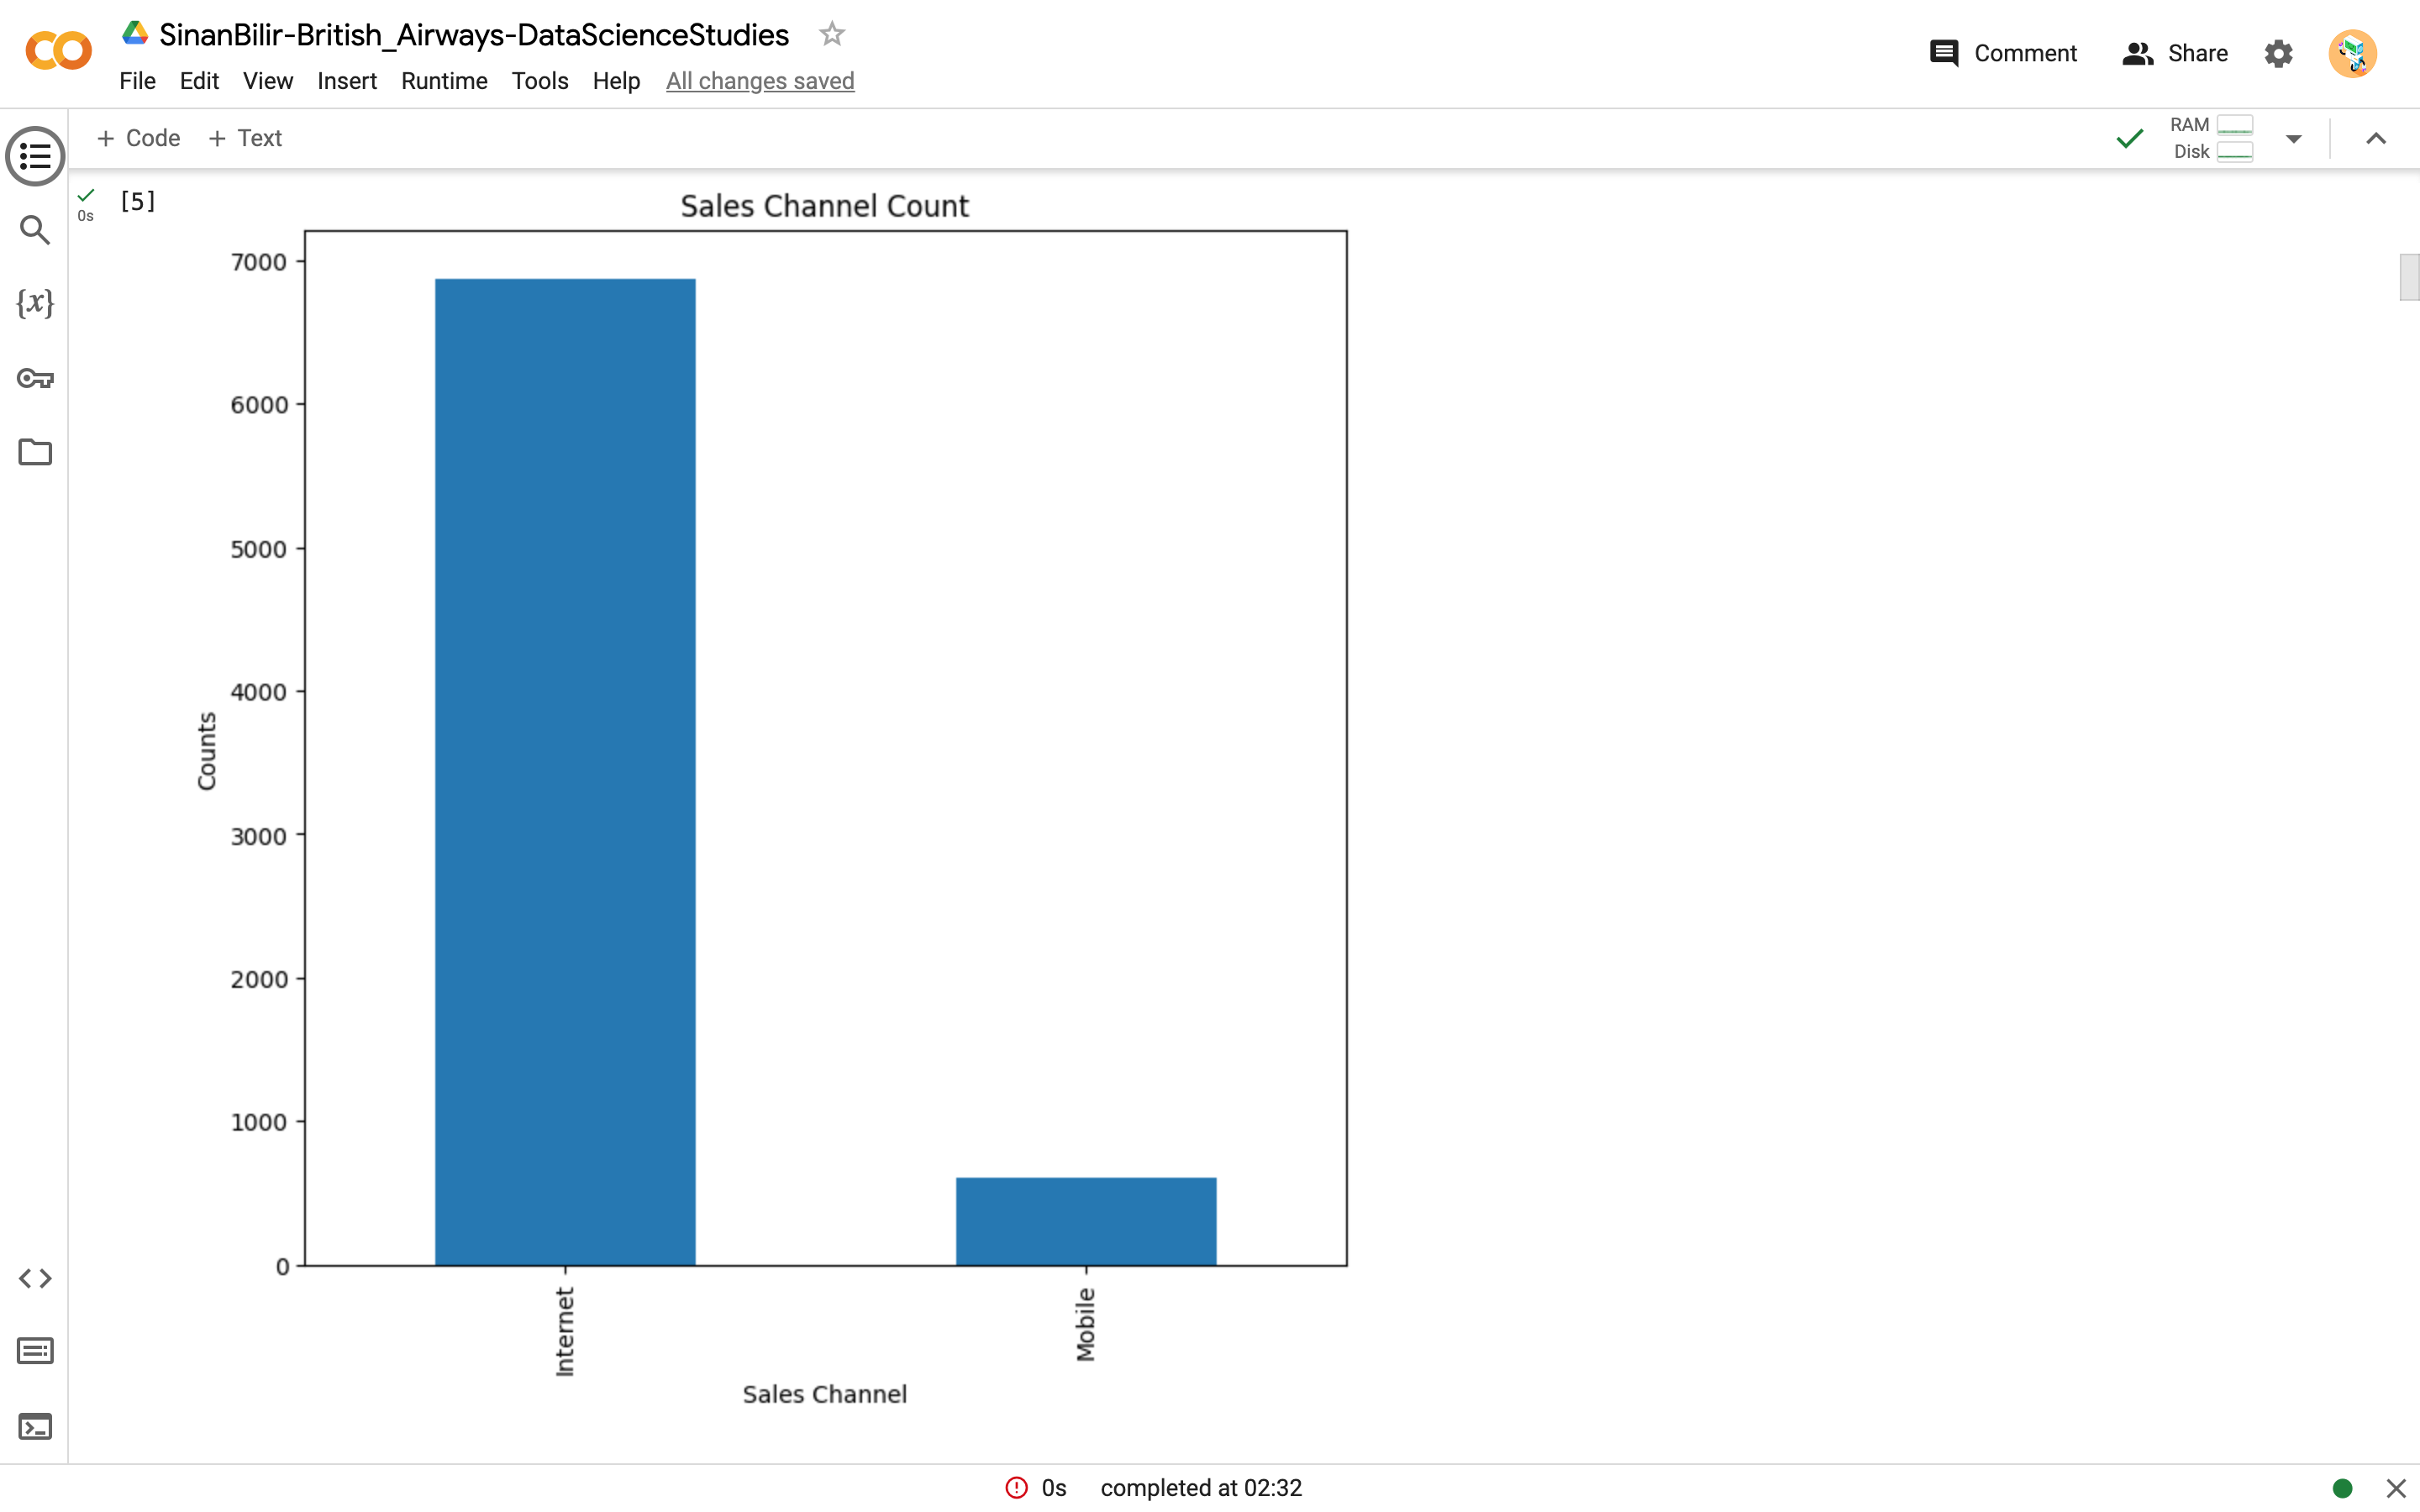 SinanBilir-British_Airways-DataScienceStudies
File Edit View Insert Runtime Tools Help All changes saved
Comment Share
+ Code + Text
RAM
Disk
0s
[5]
Sales Channel Count
7000
6000
5000
4000
3000
2000
1000
0
Counts
Internet
Mobile
Sales Channel
{x}
0s completed at 02:32